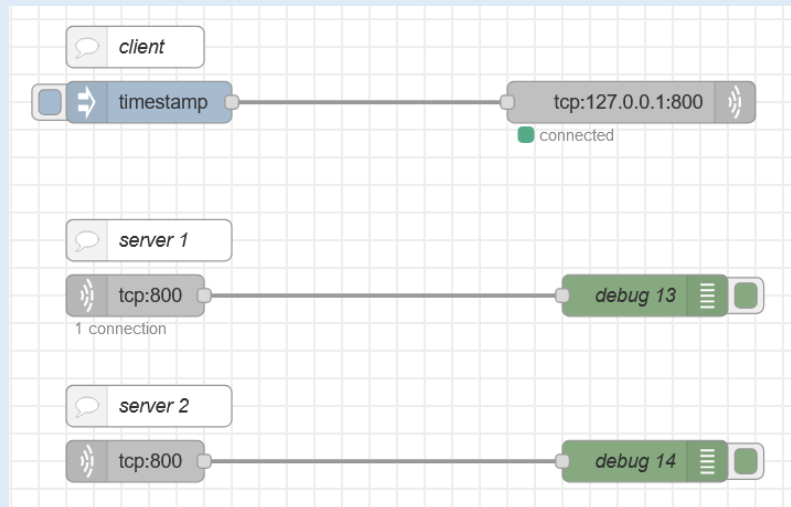 client
timestamp
tcp:127.0.0.1:800
connected
server 1
tcp:800
debug 13
1 connection
server 2
tcp:800
debug 14